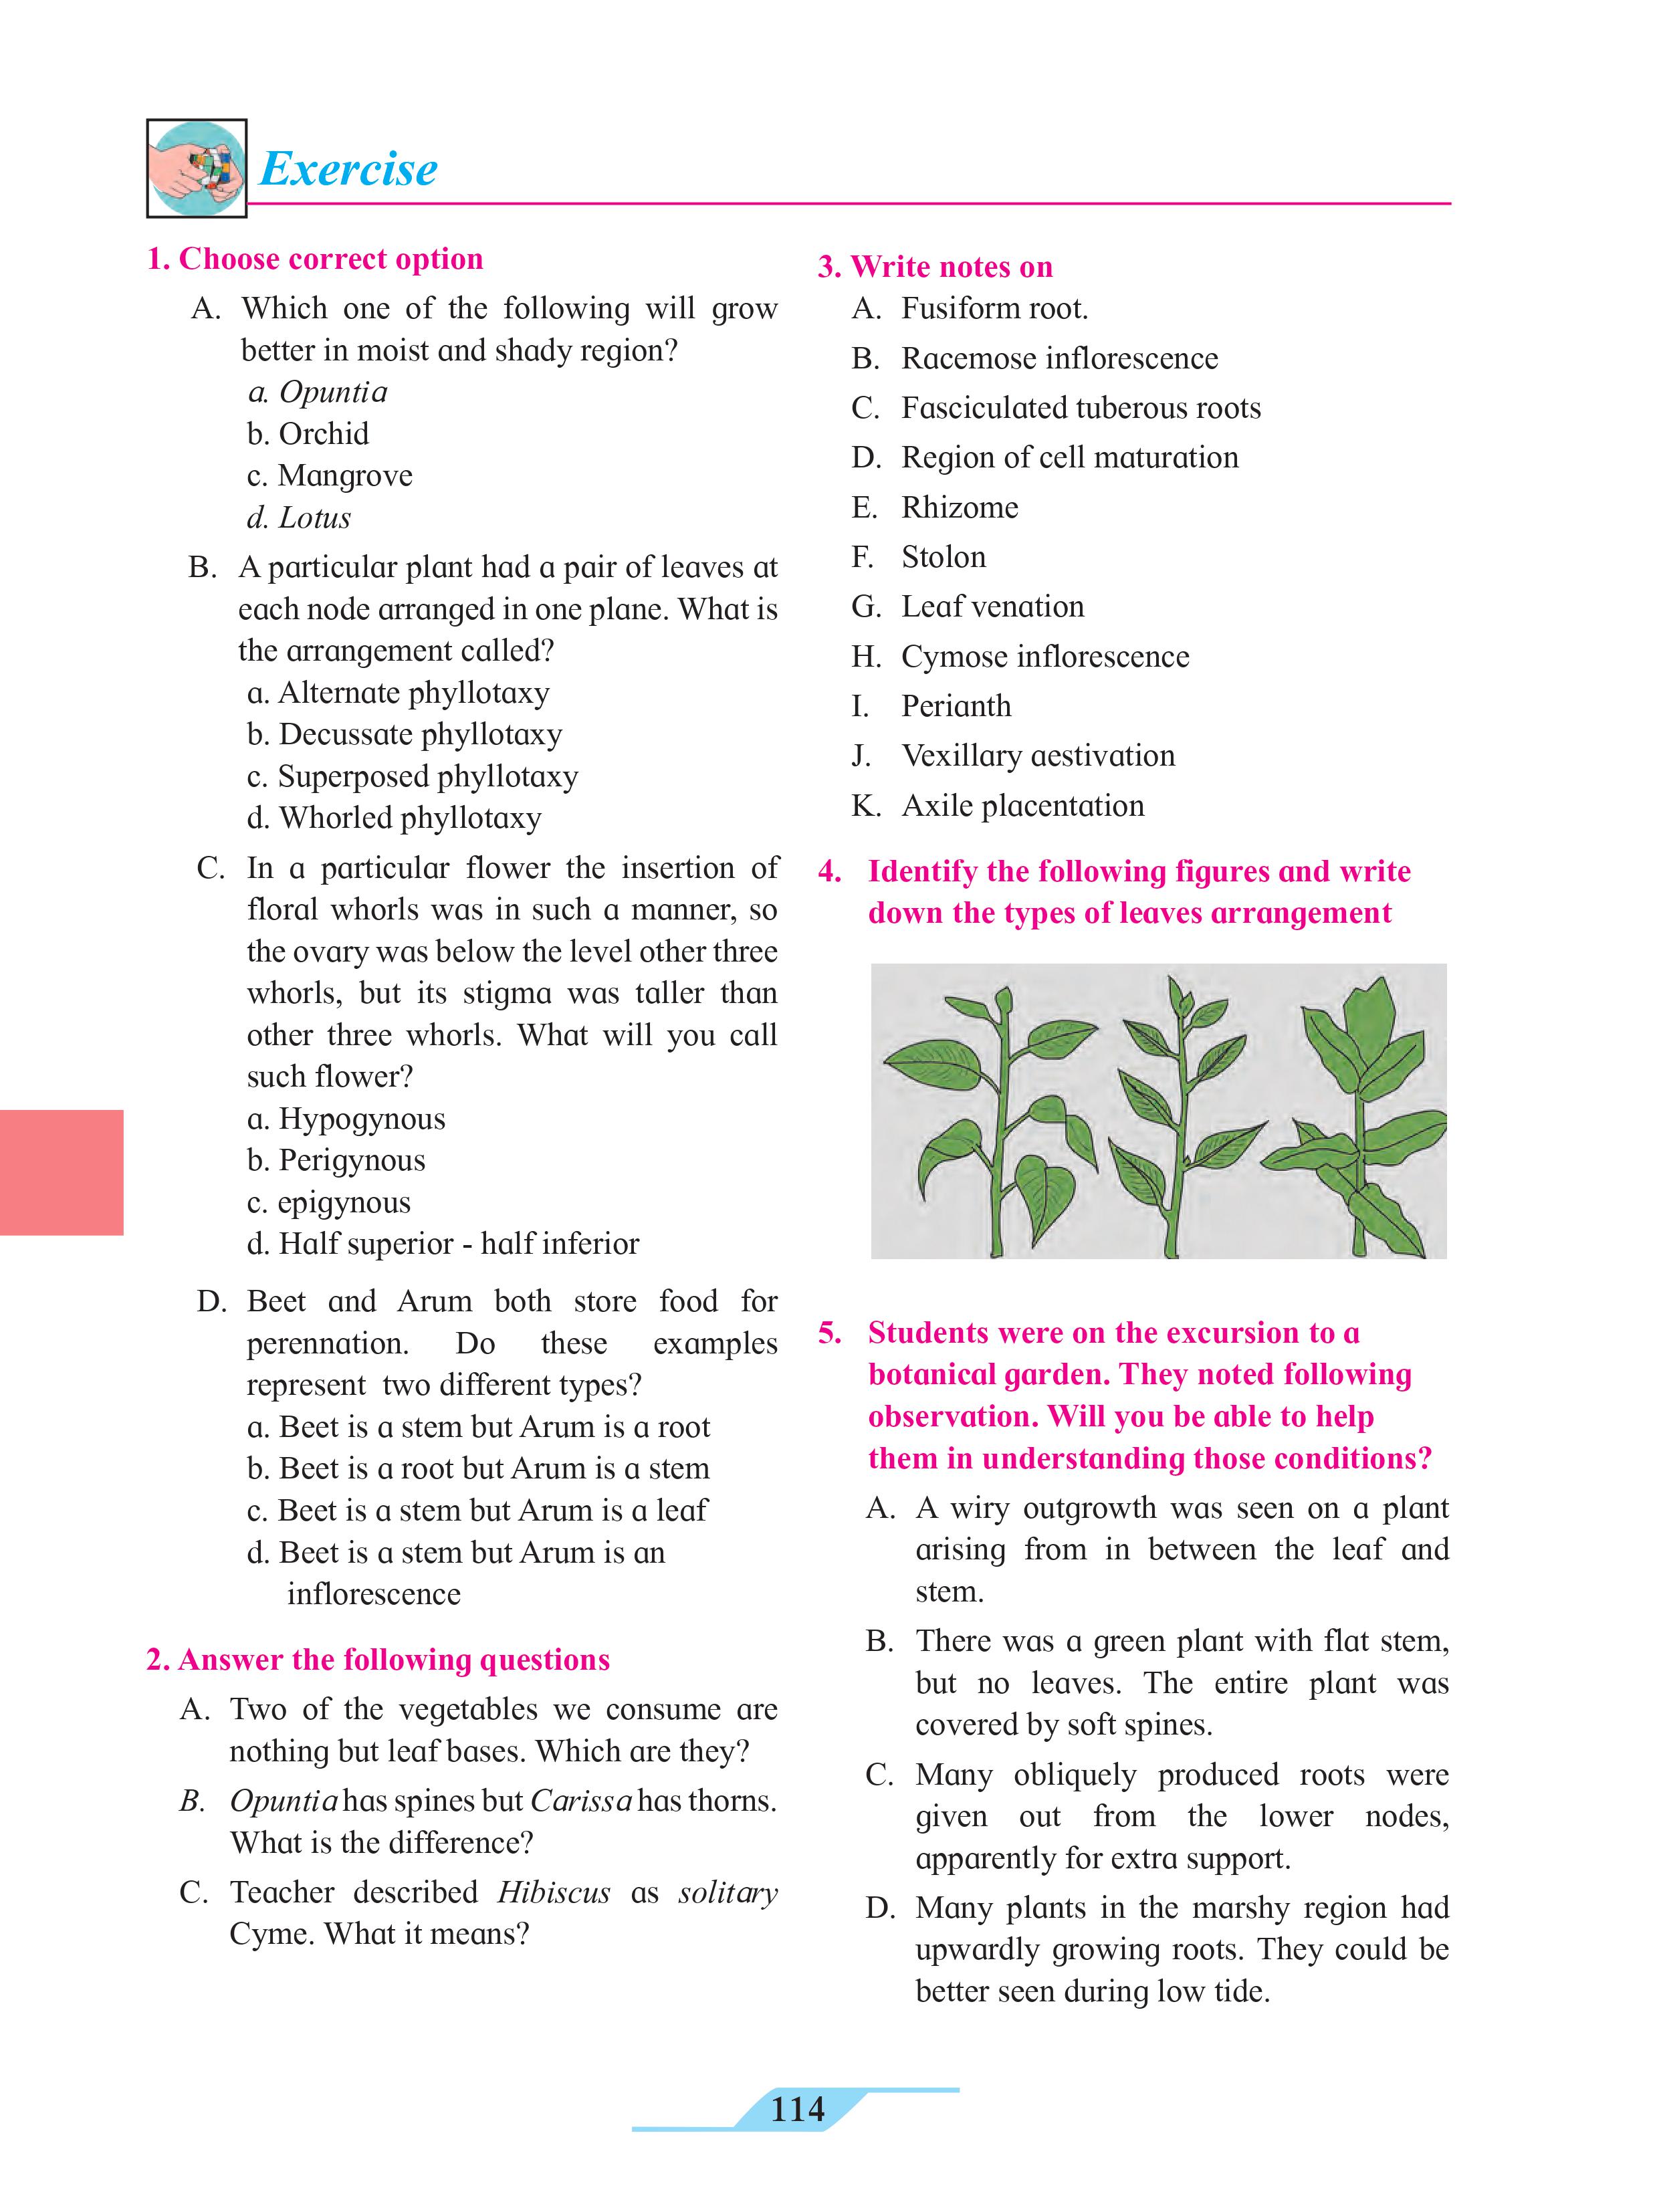 Exercise
1. Choose correct option
A. Which one of the following will grow
better in moist and shady region?
a. Opuntia
b. Orchid
c. Mangrove
d. Lotus
B. A particular plant had a pair of leaves at
each node arranged in one plane. What is
the arrangement called?
a. Alternate phyllotaxy
b. Decussate phyllotaxy
c. Superposed phyllotaxy
d. Whorled phyllotaxy
C. In a particular flower the insertion of
floral whorls was in such a manner, so
the ovary was below the level other three
whorls, but its stigma was taller than
other three whorls. What will you call
such flower?
a. Hypogynous
b. Perigynous
c. epigynous
d. Half superior - half inferior
D. Beet and Arum both store food for
perennation. Do these examples
represent two different types?
a. Beet is a stem but Arum is a root
b. Beet is a root but Arum is a stem
c. Beet is a stem but Arum is a leaf
d. Beet is a stem but Arum is an
inflorescence
2. Answer the following questions
A. Two of the vegetables we consume are
nothing but leaf bases. Which are they?
B. Opuntia has spines but Carissa has thorns.
What is the difference?
C. Teacher described Hibiscus as solitary
Cyme. What it means?
3. Write notes on
A. Fusiform root.
B. Racemose inflorescence
C. Fasciculated tuberous roots
D. Region of cell maturation
E. Rhizome
F. Stolon
G. Leaf venation
H. Cymose inflorescence
I. Perianth
J. Vexillary aestivation
K. Axile placentation
4. Identify the following figures and write
down the types of leaves arrangement
5. Students were on the excursion to a
botanical garden. They noted following
observation. Will you be able to help
them in understanding those conditions?
A. A wiry outgrowth was seen on a plant
arising from in between the leaf and
stem.
B. There was a green plant with flat stem,
but no leaves. The entire plant was
covered by soft spines.
C. Many obliquely produced roots were
given out from the lower nodes,
apparently for extra support.
D. Many plants in the marshy region had
upwardly growing roots. They could be
better seen during low tide.
114